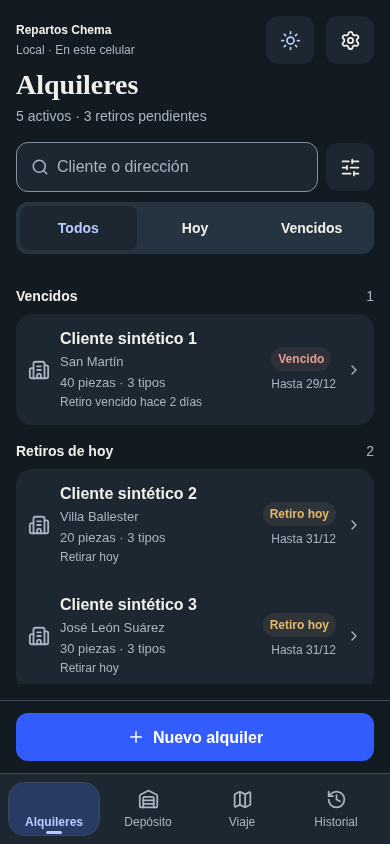 Repartos Chema
Local · En este celular
Alquileres
5 activos · 3 retiros pendientes
Cliente o dirección
Todos
Hoy
Vencidos
Vencidos
1
Cliente sintético 1
San Martín
40 piezas · 3 tipos
Retiro vencido hace 2 días
Vencido
Hasta 29/12
Retiros de hoy
2
Cliente sintético 2
Villa Ballester
20 piezas · 3 tipos
Retirar hoy
Retiro hoy
Hasta 31/12
Cliente sintético 3
José León Suárez
30 piezas · 3 tipos
Retirar hoy
Retiro hoy
Hasta 31/12
Nuevo alquiler
Alquileres
Depósito
Viaje
Historial